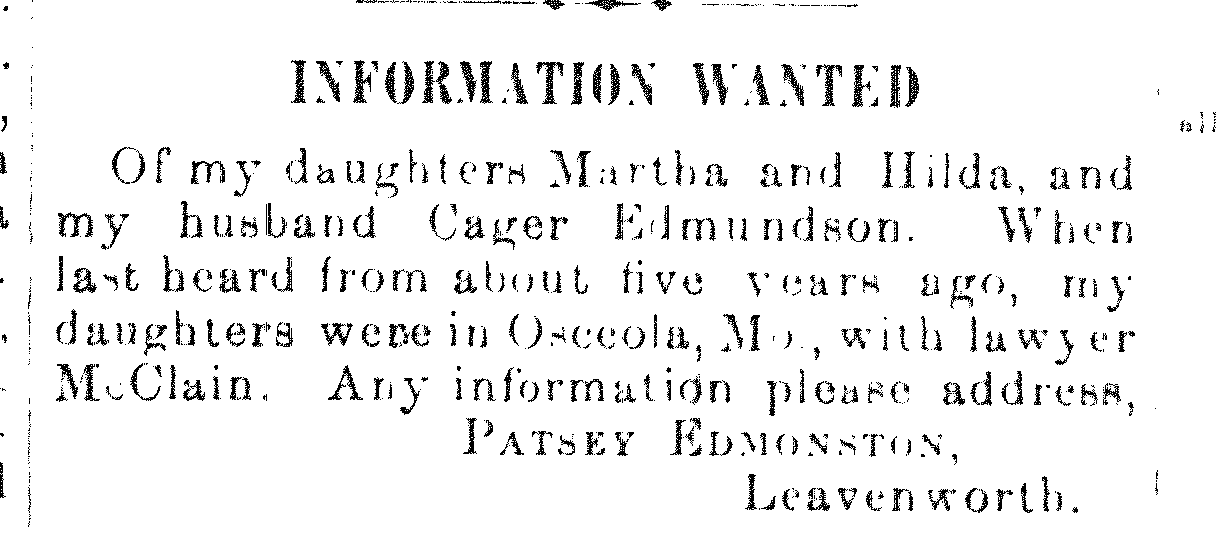 INFORMATION WANTED
Of my daughters Martha and Hilda, and
my husband Cager Edmundson. When
last heard from about five years ago, my
daughters were in Osceola, Mo., with lawyer
McClain. Any information please address,
PATSEY EDMONSTON,
Leavenworth.
all